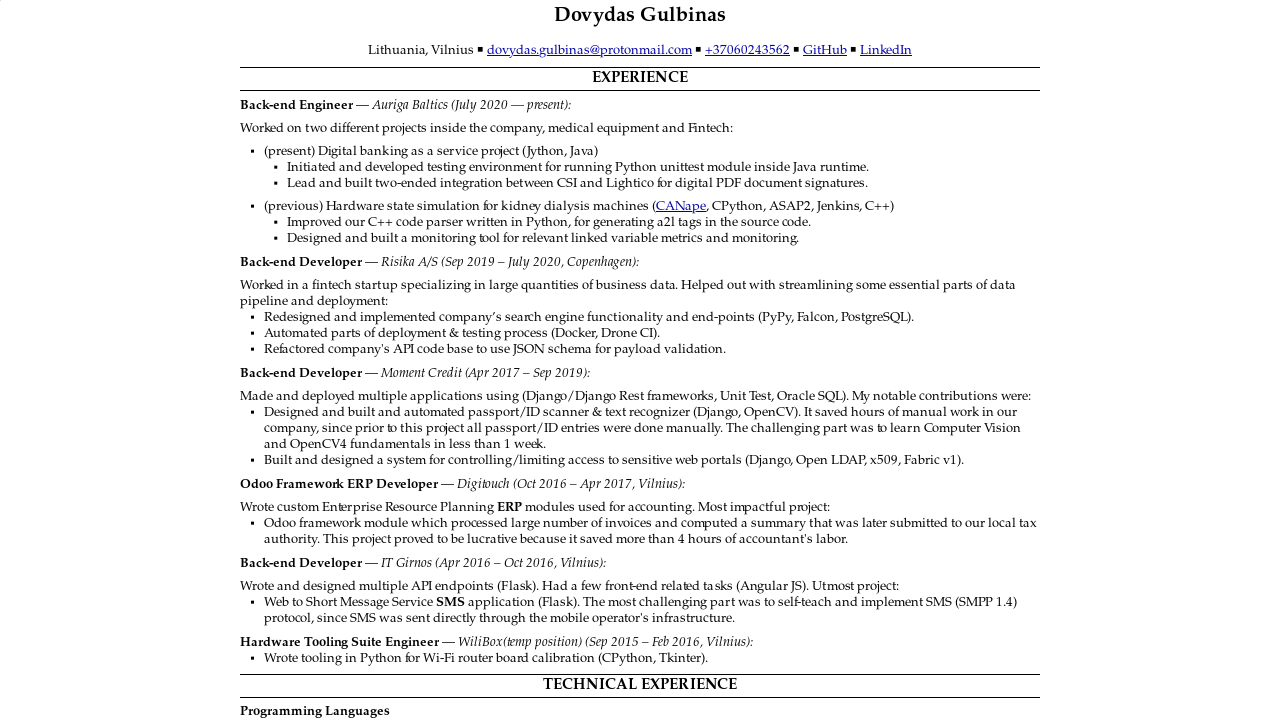 Dovydas Gulbinas
Lithuania, Vilnius ▪ dovydas.gulbinas@protonmail.com ▪ +37060243562 ▪ GitHub ▪ LinkedIn
EXPERIENCE
Back-end Engineer — Auriga Baltics (July 2020 — present):
Worked on two different projects inside the company, medical equipment and Fintech:
▪ (present) Digital banking as a service project (Jython, Java)
▪ Initiated and developed testing environment for running Python unittest module inside Java runtime.
▪ Lead and built two-ended integration between CSI and Lightico for digital PDF document signatures.
▪ (previous) Hardware state simulation for kidney dialysis machines (CANape, CPython, ASAP2, Jenkins, C++)
▪ Improved our C++ code parser written in Python, for generating a2l tags in the source code.
▪ Designed and built a monitoring tool for relevant linked variable metrics and monitoring.
Back-end Developer — Risika A/S (Sep 2019 – July 2020, Copenhagen):
Worked in a fintech startup specializing in large quantities of business data. Helped out with streamlining some essential parts of data
pipeline and deployment:
▪ Redesigned and implemented company’s search engine functionality and end-points (PyPy, Falcon, PostgreSQL).
▪ Automated parts of deployment & testing process (Docker, Drone CI).
▪ Refactored company's API code base to use JSON schema for payload validation.
Back-end Developer — Moment Credit (Apr 2017 – Sep 2019):
Made and deployed multiple applications using (Django/Django Rest frameworks, Unit Test, Oracle SQL). My notable contributions were:
▪ Designed and built and automated passport/ID scanner & text recognizer (Django, OpenCV). It saved hours of manual work in our
company, since prior to this project all passport/ID entries were done manually. The challenging part was to learn Computer Vision
and OpenCV4 fundamentals in less than 1 week.
▪ Built and designed a system for controlling/limiting access to sensitive web portals (Django, Open LDAP, x509, Fabric v1).
Odoo Framework ERP Developer — Digitouch (Oct 2016 – Apr 2017, Vilnius):
Wrote custom Enterprise Resource Planning ERP modules used for accounting. Most impactful project:
▪ Odoo framework module which processed large number of invoices and computed a summary that was later submitted to our local tax
authority. This project proved to be lucrative because it saved more than 4 hours of accountant's labor.
Back-end Developer — IT Girnos (Apr 2016 – Oct 2016, Vilnius):
Wrote and designed multiple API endpoints (Flask). Had a few front-end related tasks (Angular JS). Utmost project:
▪ Web to Short Message Service SMS application (Flask). The most challenging part was to self-teach and implement SMS (SMPP 1.4)
protocol, since SMS was sent directly through the mobile operator's infrastructure.
Hardware Tooling Suite Engineer — WiliBox(temp position) (Sep 2015 – Feb 2016, Vilnius):
▪ Wrote tooling in Python for Wi-Fi router board calibration (CPython, Tkinter).
TECHNICAL EXPERIENCE
Programming Languages